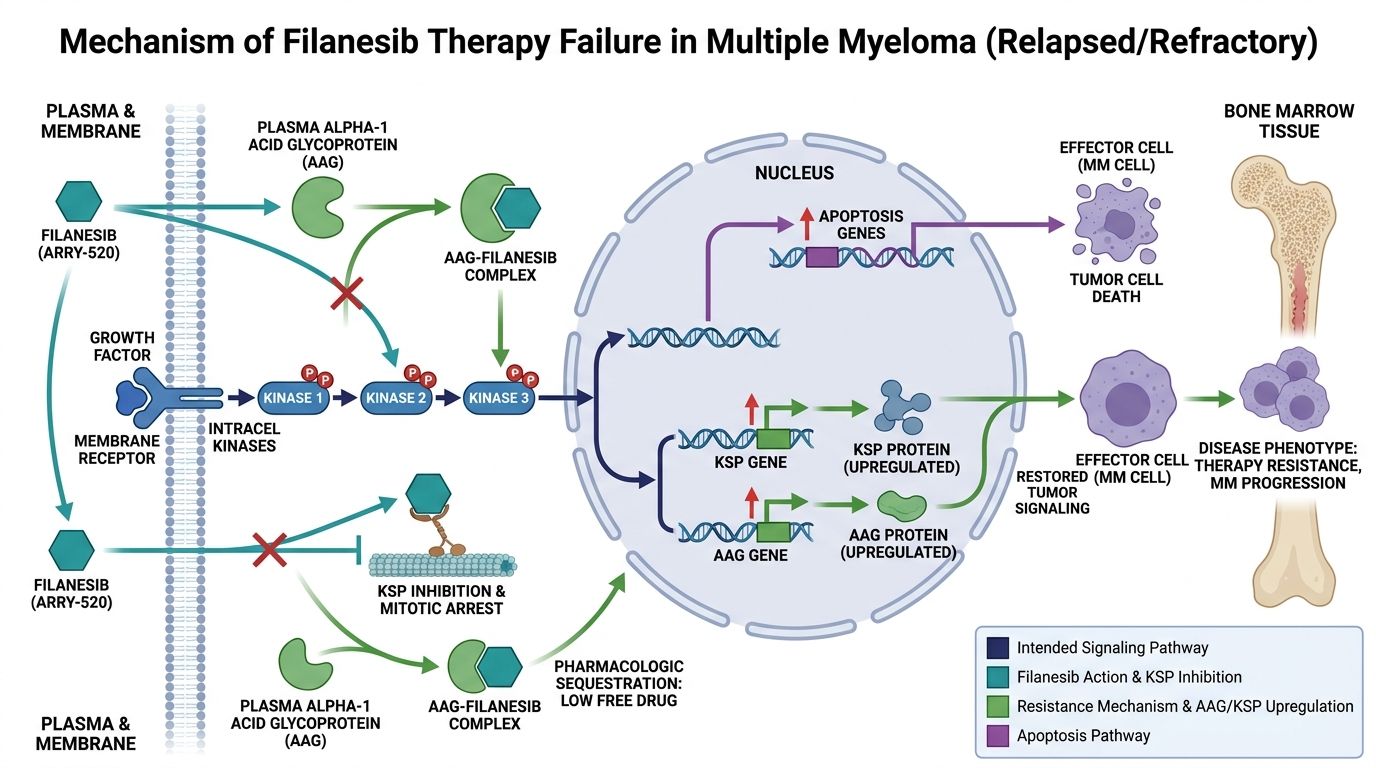 Mechanism of Filanesib Therapy Failure in Multiple Myeloma (Relapsed/Refractory)
PLASMA &
MEMBRANE
PLASMA ALPHA-1
ACID GLYCOPROTEIN
(AAG)
FILANESIB
(ARRY-520)
AAG-FILANESIB
COMPLEX
GROWTH
FACTOR
MEMBRANE
RECEPTOR
INTRACEL
KINASES
P
P
KINASE 1
P
P
KINASE 2
P
P
KINASE 3
FILANESIB
(ARRY-520)
KSP INHIBITION &
MITOTIC ARREST
PLASMA ALPHA-1
ACID GLYCOPROTEIN
(AAG)
AAG-FILANESIB
COMPLEX
PHARMACOLOGIC
SEQUESTRATION:
LOW FREE DRUG
PLASMA &
MEMBRANE
NUCLEUS
APOPTOSIS
GENES
KSP GENE
KSP PROTEIN
(UPREGULATED)
AAG GENE
AAG PROTEIN
(UPREGULATED)
EFFECTOR CELL
(MM CELL)
TUMOR CELL
DEATH
RESTORED
TUMOR
SIGNALING
EFFECTOR CELL
(MM CELL)
BONE MARROW
TISSUE
DISEASE PHENOTYPE:
THERAPY RESISTANCE,
MM PROGRESSION
Intended Signaling Pathway
Filanesib Action & KSP Inhibition
Resistance Mechanism & AAG/KSP Upregulation
Apoptosis Pathway